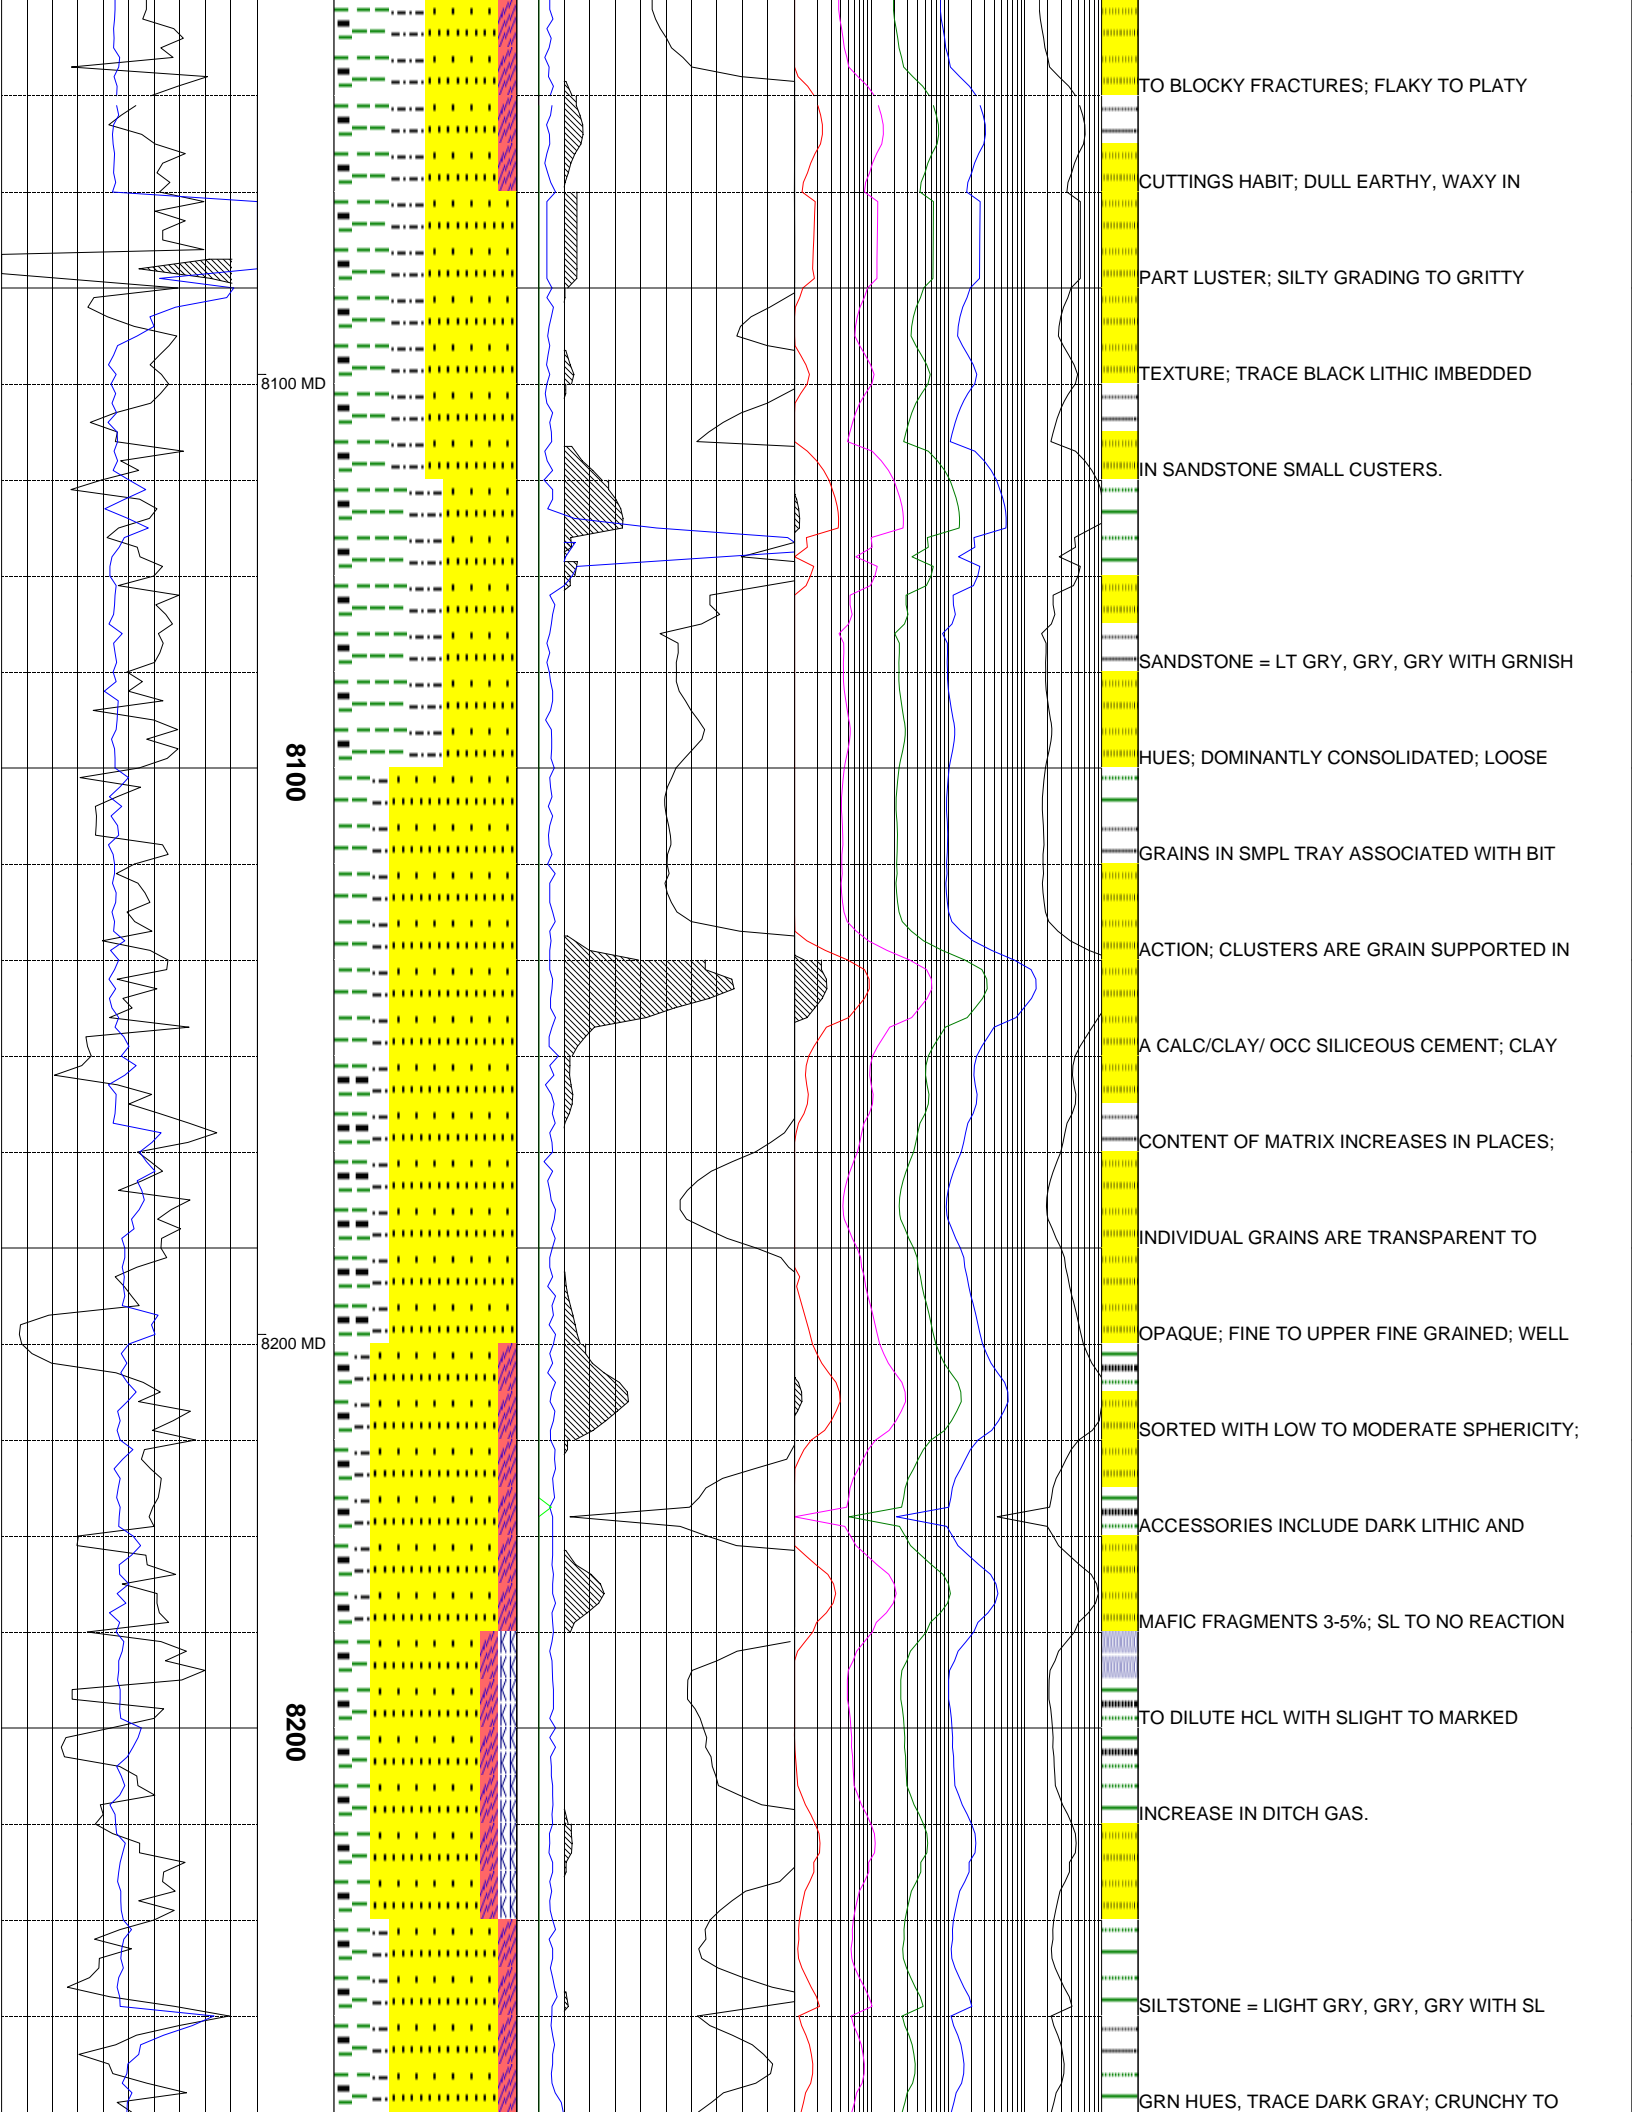 TO BLOCKY FRACTURES; FLAKY TO PLATY
CUTTINGS HABIT; DULL EARTHY, WAXY IN
PART LUSTER; SILTY GRADING TO GRITTY
8100 MD
TEXTURE; TRACE BLACK LITHIC IMBEDDED
IN SANDSTONE SMALL CUSTERS.
SANDSTONE = LT GRY, GRY, GRY WITH GRNISH
8100
HUES; DOMINANTLY CONSOLIDATED; LOOSE
GRAINS IN SMPL TRAY ASSOCIATED WITH BIT
ACTION; CLUSTERS ARE GRAIN SUPPORTED IN
A CALC/CLAY/ OCC SILICEOUS CEMENT; CLAY
CONTENT OF MATRIX INCREASES IN PLACES;
INDIVIDUAL GRAINS ARE TRANSPARENT TO
8200 MD
OPAQUE; FINE TO UPPER FINE GRAINED; WELL
SORTED WITH LOW TO MODERATE SPHERICITY;
ACCESSORIES INCLUDE DARK LITHIC AND
MAFIC FRAGMENTS 3-5%; SL TO NO REACTION
8200
TO DILUTE HCL WITH SLIGHT TO MARKED
INCREASE IN DITCH GAS.
SILTSTONE = LIGHT GRY, GRY, GRY WITH SL
GRN HUES, TRACE DARK GRAY; CRUNCHY TO